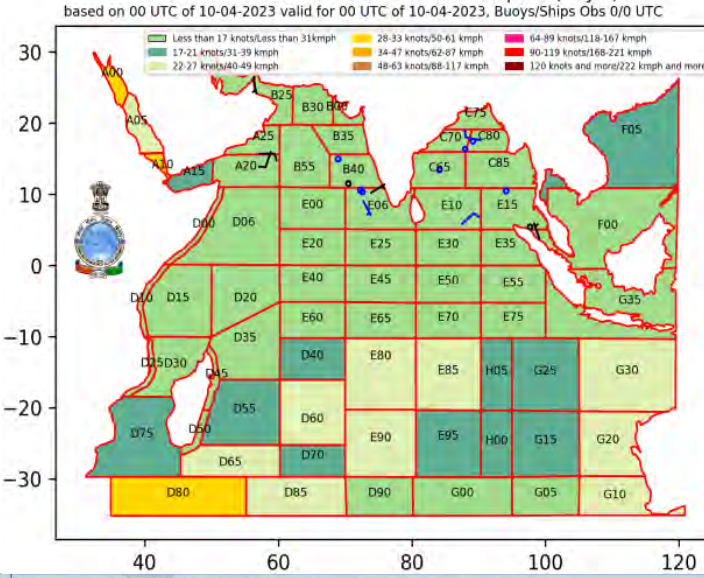 based on 00 UTC of 10-04-2023 valid for 00 UTC of 10-04-2023, Buoys/Ships Obs 0/0 UTC
Less than 17 knots/Less than 31kmph 28-33 knots/50-61 kmph 64-89 knots/118-167 kmph
17-21 knots/31-39 kmph 34-47 knots/62-87 kmph 90-119 knots/168-221 kmph
22-27 knots/40-49 kmph 48-63 knots/88-117 kmph 120 knots and more/222 kmph and more
30
A00 B25 B30
20
A05 C75 F05
A25 B35 C70 C80
A10 A15 A20 B55 B40 C65 C85
10
D00 D06 E00 E06 E10 E15 F00
E20 E25 E30 E35
0
D10 D15 D20 E40 E45 E50 E55 G35
D35 E60 E65 E70 E75
−10
D25 D30 D45 D40 E80 E85 H05 G25 G30
−20
D75 D50 D55 D60 E90 E95 H00 G15 G20
D65 D70
−30
D80 D85 D90 G00 G05 G10
40 60 80 100 120